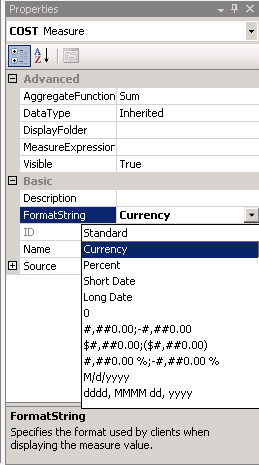 Properties
COST Measure
Advanced
AggregateFunction Sum
DataType Inherited
DisplayFolder
MeasureExpression
Visible True
Basic
Description
FormatString Currency
ID
Name
Source
Standard
Currency
Percent
Short Date
Long Date
0
#,##0.00;-#,##0.00
$#,##0.00;($#,##0.00)
#,##0.00 %;-#,##0.00 %
M/d/yyyy
dddd, MMMM dd, yyyy
FormatString
Specifies the format used by clients when
displaying the measure value.